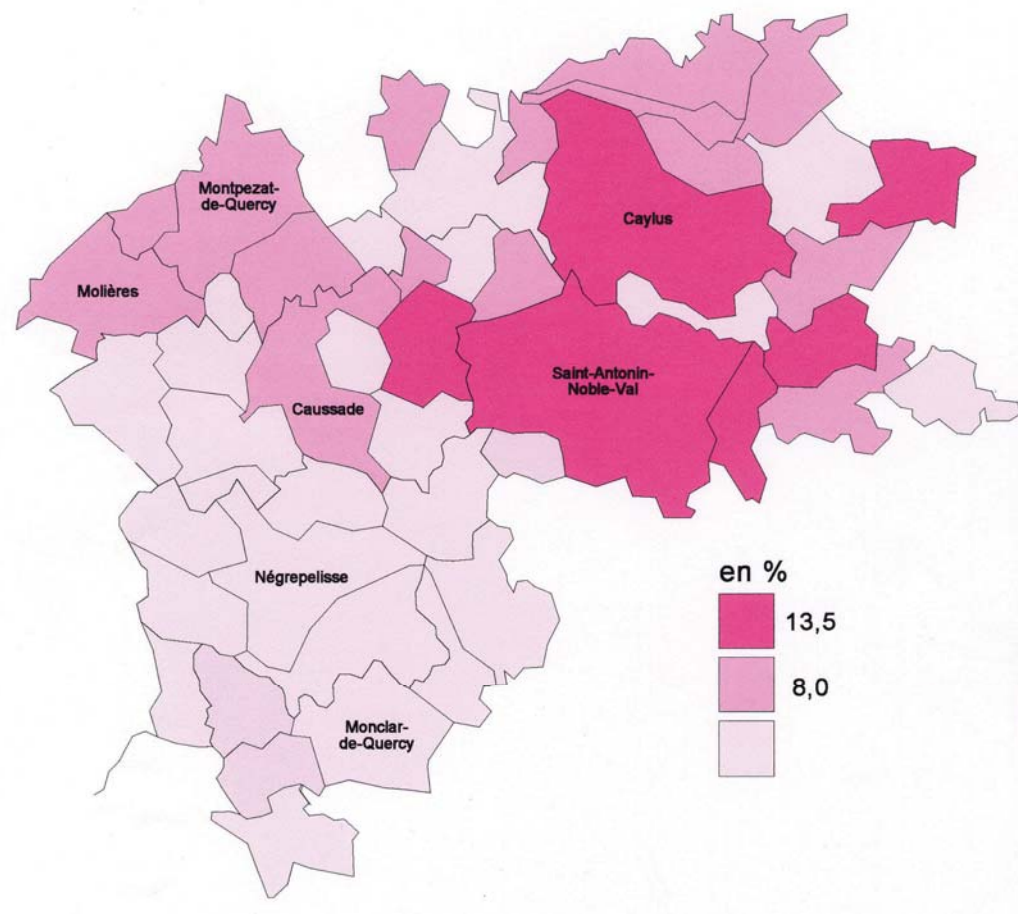 Montpezat-
de-Quercy
Caylus
Molières
Saint-Antonin-
Noble-Val
Caussade
Négrepelisse
Monclar-
de-Quercy
en %
13,5
8,0